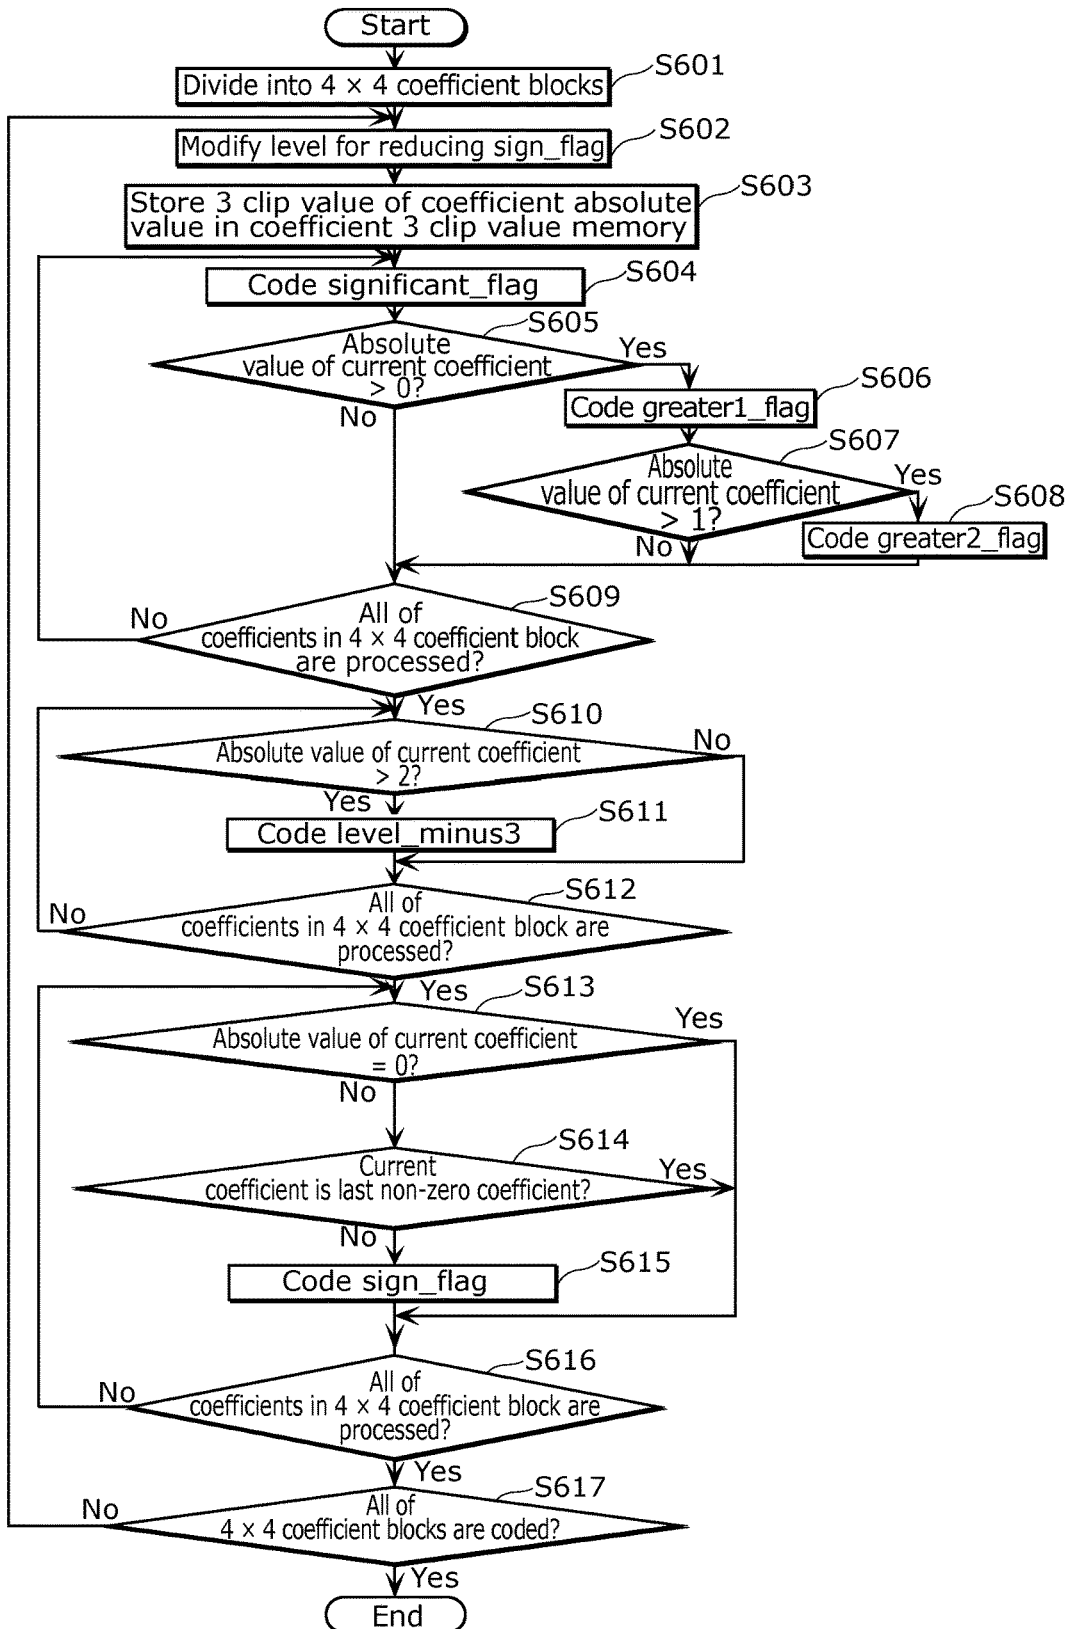 Start
Divide into 4 × 4 coefficient blocks
S601
Modify level for reducing sign_flag
S602
Store 3 clip value of coefficient absolute
value in coefficient 3 clip value memory
S603
Code significant_flag
S604
S605
Absolute
value of current coefficient
> 0?
Yes
No
S606
Code greater1_flag
S607
Absolute
value of current coefficient
> 1?
Yes
No
S608
Code greater2_flag
S609
All of
coefficients in 4 × 4 coefficient block
are processed?
No
Yes
S610
Absolute value of current coefficient
> 2?
No
Yes
S611
Code level_minus3
S612
All of
coefficients in 4 × 4 coefficient block are
processed?
No
Yes
S613
Absolute value of current coefficient
= 0?
Yes
No
S614
Current
coefficient is last non-zero coefficient?
Yes
No
S615
Code sign_flag
S616
All of
coefficients in 4 × 4 coefficient block are
processed?
No
Yes
S617
All of
4 × 4 coefficient blocks are coded?
No
Yes
End